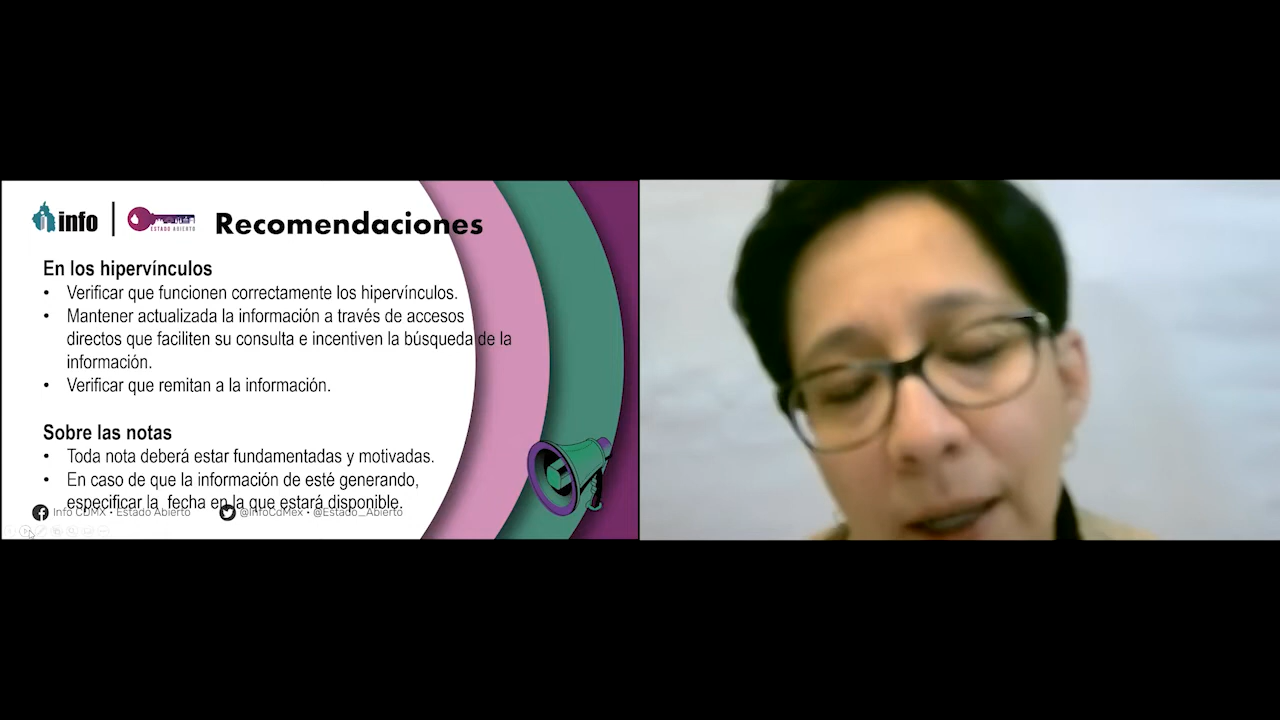 info
ESTADO ABIERTO
Recomendaciones
En los hipervínculos
• Verificar que funcionen correctamente los hipervínculos.
• Mantener actualizada la información a través de accesos
directos que faciliten su consulta e incentiven la búsqueda de la
información.
• Verificar que remitan a la información.
Sobre las notas
• Toda nota deberá estar fundamentadas y motivadas.
• En caso de que la información de esté generando,
especificar la fecha en la que estará disponible.
Info CDMX • Estado Abierto
@InfoCdMex • @Estado_Abierto